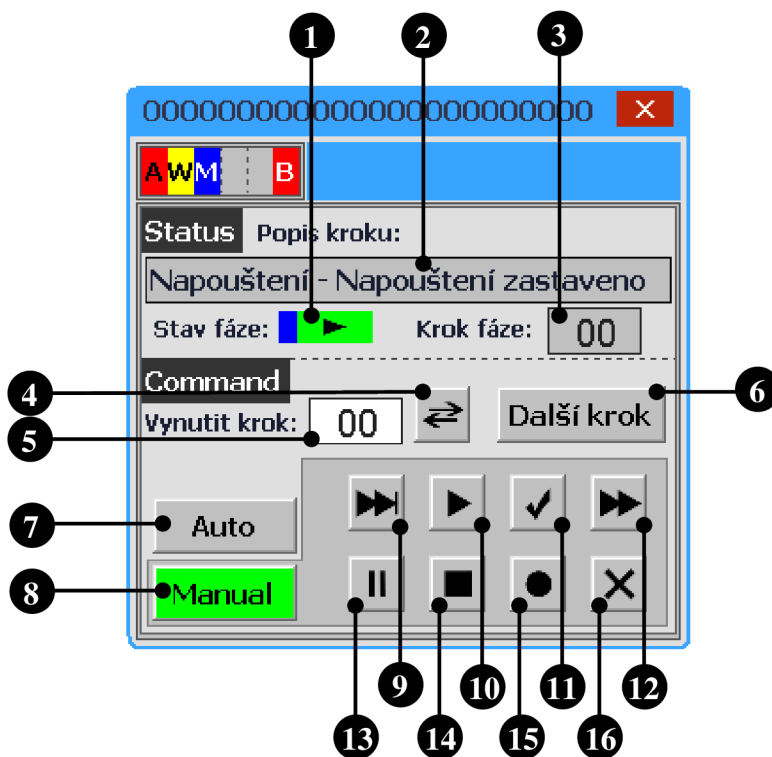 1 2 3
0000000000000000000000000
A W M B
Status Popis kroku:
Napouštení - Napouštení zastaveno
Stav fáze: Krok fáze: 00
4 Command 6
5 Vynutit krok: 00 Další krok
7 Auto
8 Manual
9 10 11 12
13 14 15 16